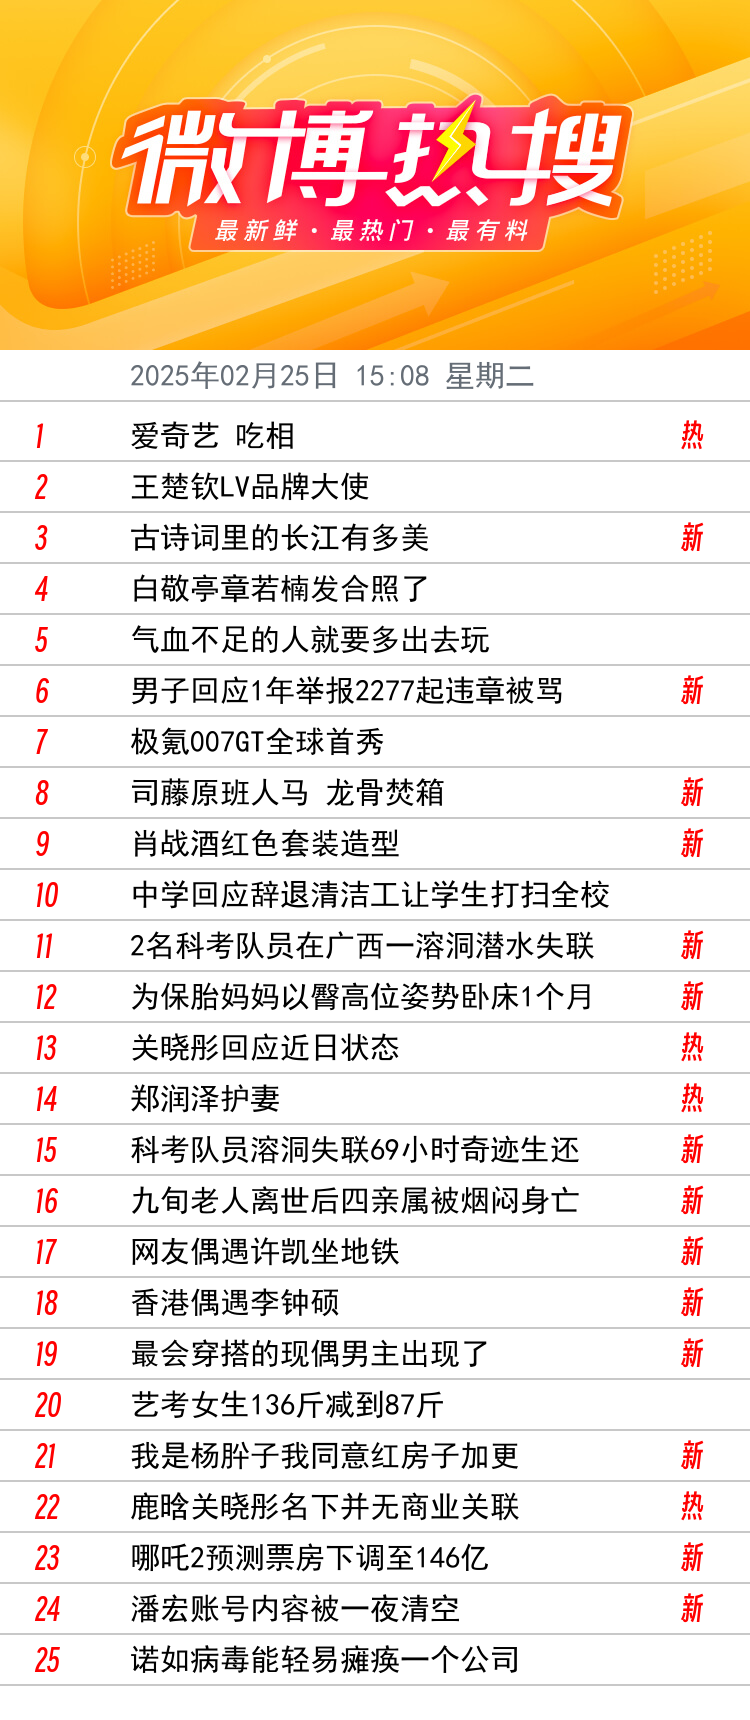 微博热搜
最新鲜·最热门·最有料
2025年02月25日 15:08 星期二
1 爱奇艺 吃相 热
2 王楚钦LV品牌大使
3 古诗词里的长江有多美 新
4 白敬亭章若楠发合照了
5 气血不足的人就要多出去玩
6 男子回应1年举报2277起违章被骂 新
7 极氪007GT全球首秀
8 司藤原班人马 龙骨焚箱 新
9 肖战酒红色套装造型 新
10 中学回应辞退清洁工让学生打扫全校
11 2名科考队员在广西一溶洞潜水失联 新
12 为保胎妈妈以臀高位姿势卧床1个月 新
13 关晓彤回应近日状态 热
14 郑润泽护妻 热
15 科考队员溶洞失联69小时奇迹生还 新
16 九旬老人离世后四亲属被烟闷身亡 新
17 网友偶遇许凯坐地铁 新
18 香港偶遇李钟硕 新
19 最会穿搭的现偶男主出现了 新
20 艺考女生136斤减到87斤
21 我是杨肸子我同意红房子加更 新
22 鹿晗关晓彤名下并无商业关联 热
23 哪吒2预测票房下调至146亿 新
24 潘宏账号内容被一夜清空 新
25 诺如病毒能轻易瘫痪一个公司